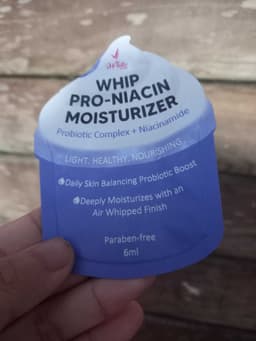 WHIP
PRO-NIACIN
MOISTURIZER
Probiotic Complex + Niacinamide
LIGHT. HEALTHY. NOURISHING.
Daily Skin Balancing Probiotic Boost
Deeply Moisturizes with an
Air Whipped Finish
Paraben-free
6ml